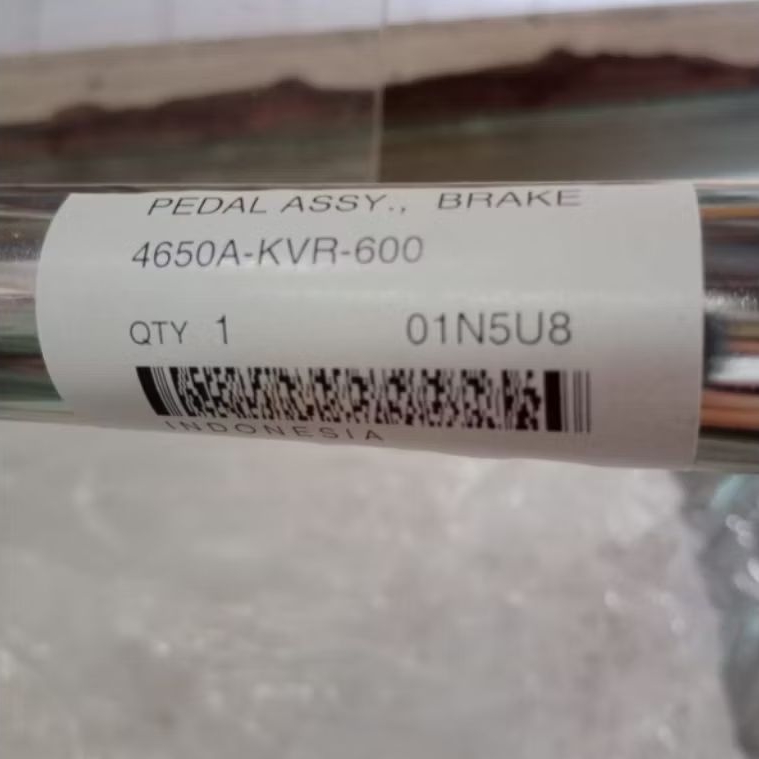 PEDAL ASSY., BRAKE
4650A-KVR-600
QTY 1 01N5U8
INDONESIA